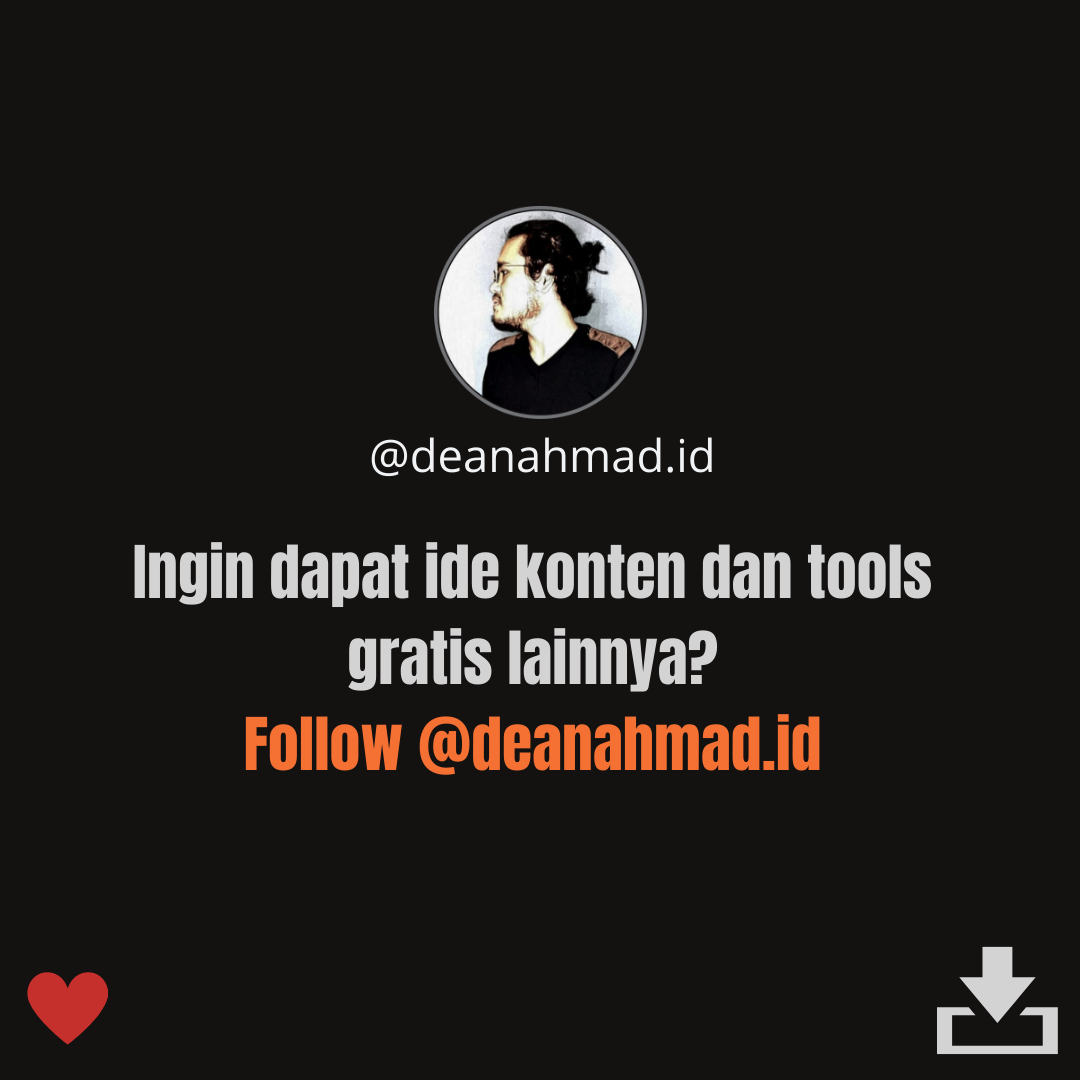 @deanahmad.id
Ingin dapat ide konten dan tools
gratis lainnya?
Follow @deanahmad.id